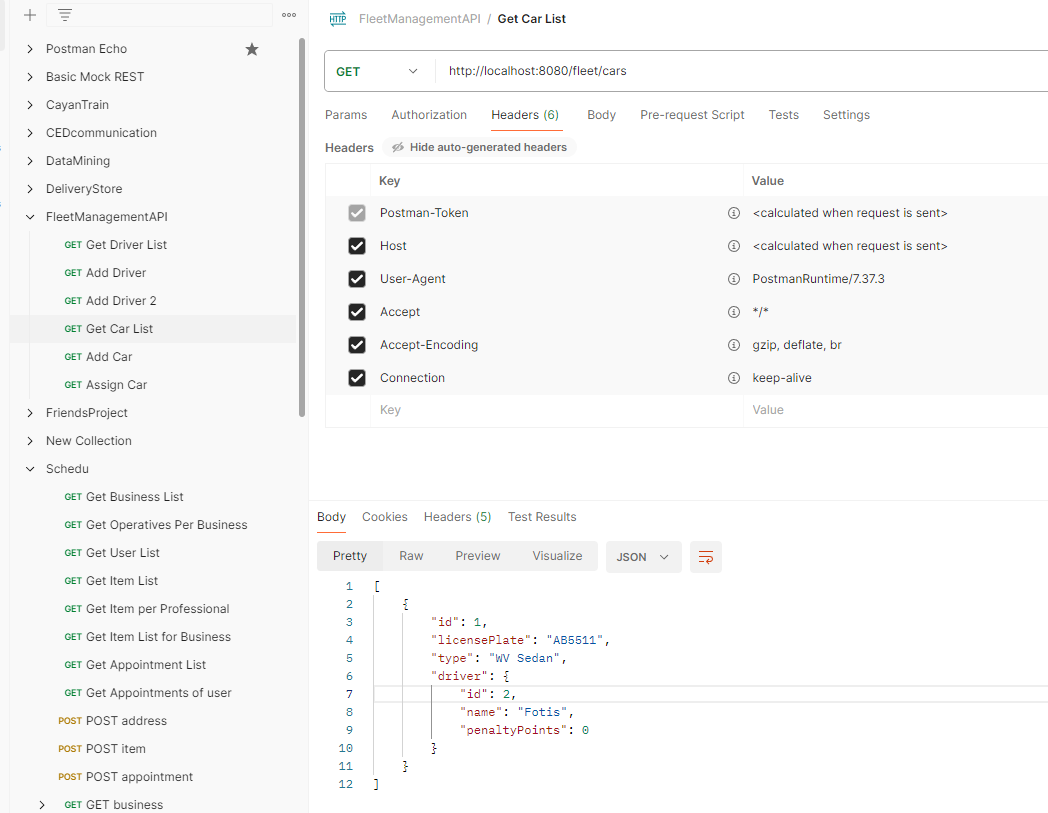 FleetManagementAPI / Get Car List
Postman Echo
Basic Mock REST
CayanTrain
CEDcommunication
DataMining
DeliveryStore
FleetManagementAPI
GET Get Driver List
GET Add Driver
GET Add Driver 2
GET Get Car List
GET Add Car
GET Assign Car
FriendsProject
New Collection
Schedu
GET Get Business List
GET Get Operatives Per Business
GET Get User List
GET Get Item List
GET Get Item per Professional
GET Get Item List for Business
GET Get Appointment List
GET Get Appointments of user
POST POST address
POST POST item
POST POST appointment
GET GET business
HTTP
GET http://localhost:8080/fleet/cars
Params Authorization Headers (6) Body Pre-request Script Tests Settings
Headers Hide auto-generated headers
Key Value
Postman-Token <calculated when request is sent>
Host <calculated when request is sent>
User-Agent PostmanRuntime/7.37.3
Accept */*
Accept-Encoding gzip, deflate, br
Connection keep-alive
Key Value
Body Cookies Headers (5) Test Results
Pretty Raw Preview Visualize JSON
1 [
2 {
3 "id": 1,
4 "licensePlate": "AB5511",
5 "type": "WV Sedan",
6 "driver": {
7 "id": 2,
8 "name": "Fotis",
9 "penaltyPoints": 0
10 }
11 }
12 ]